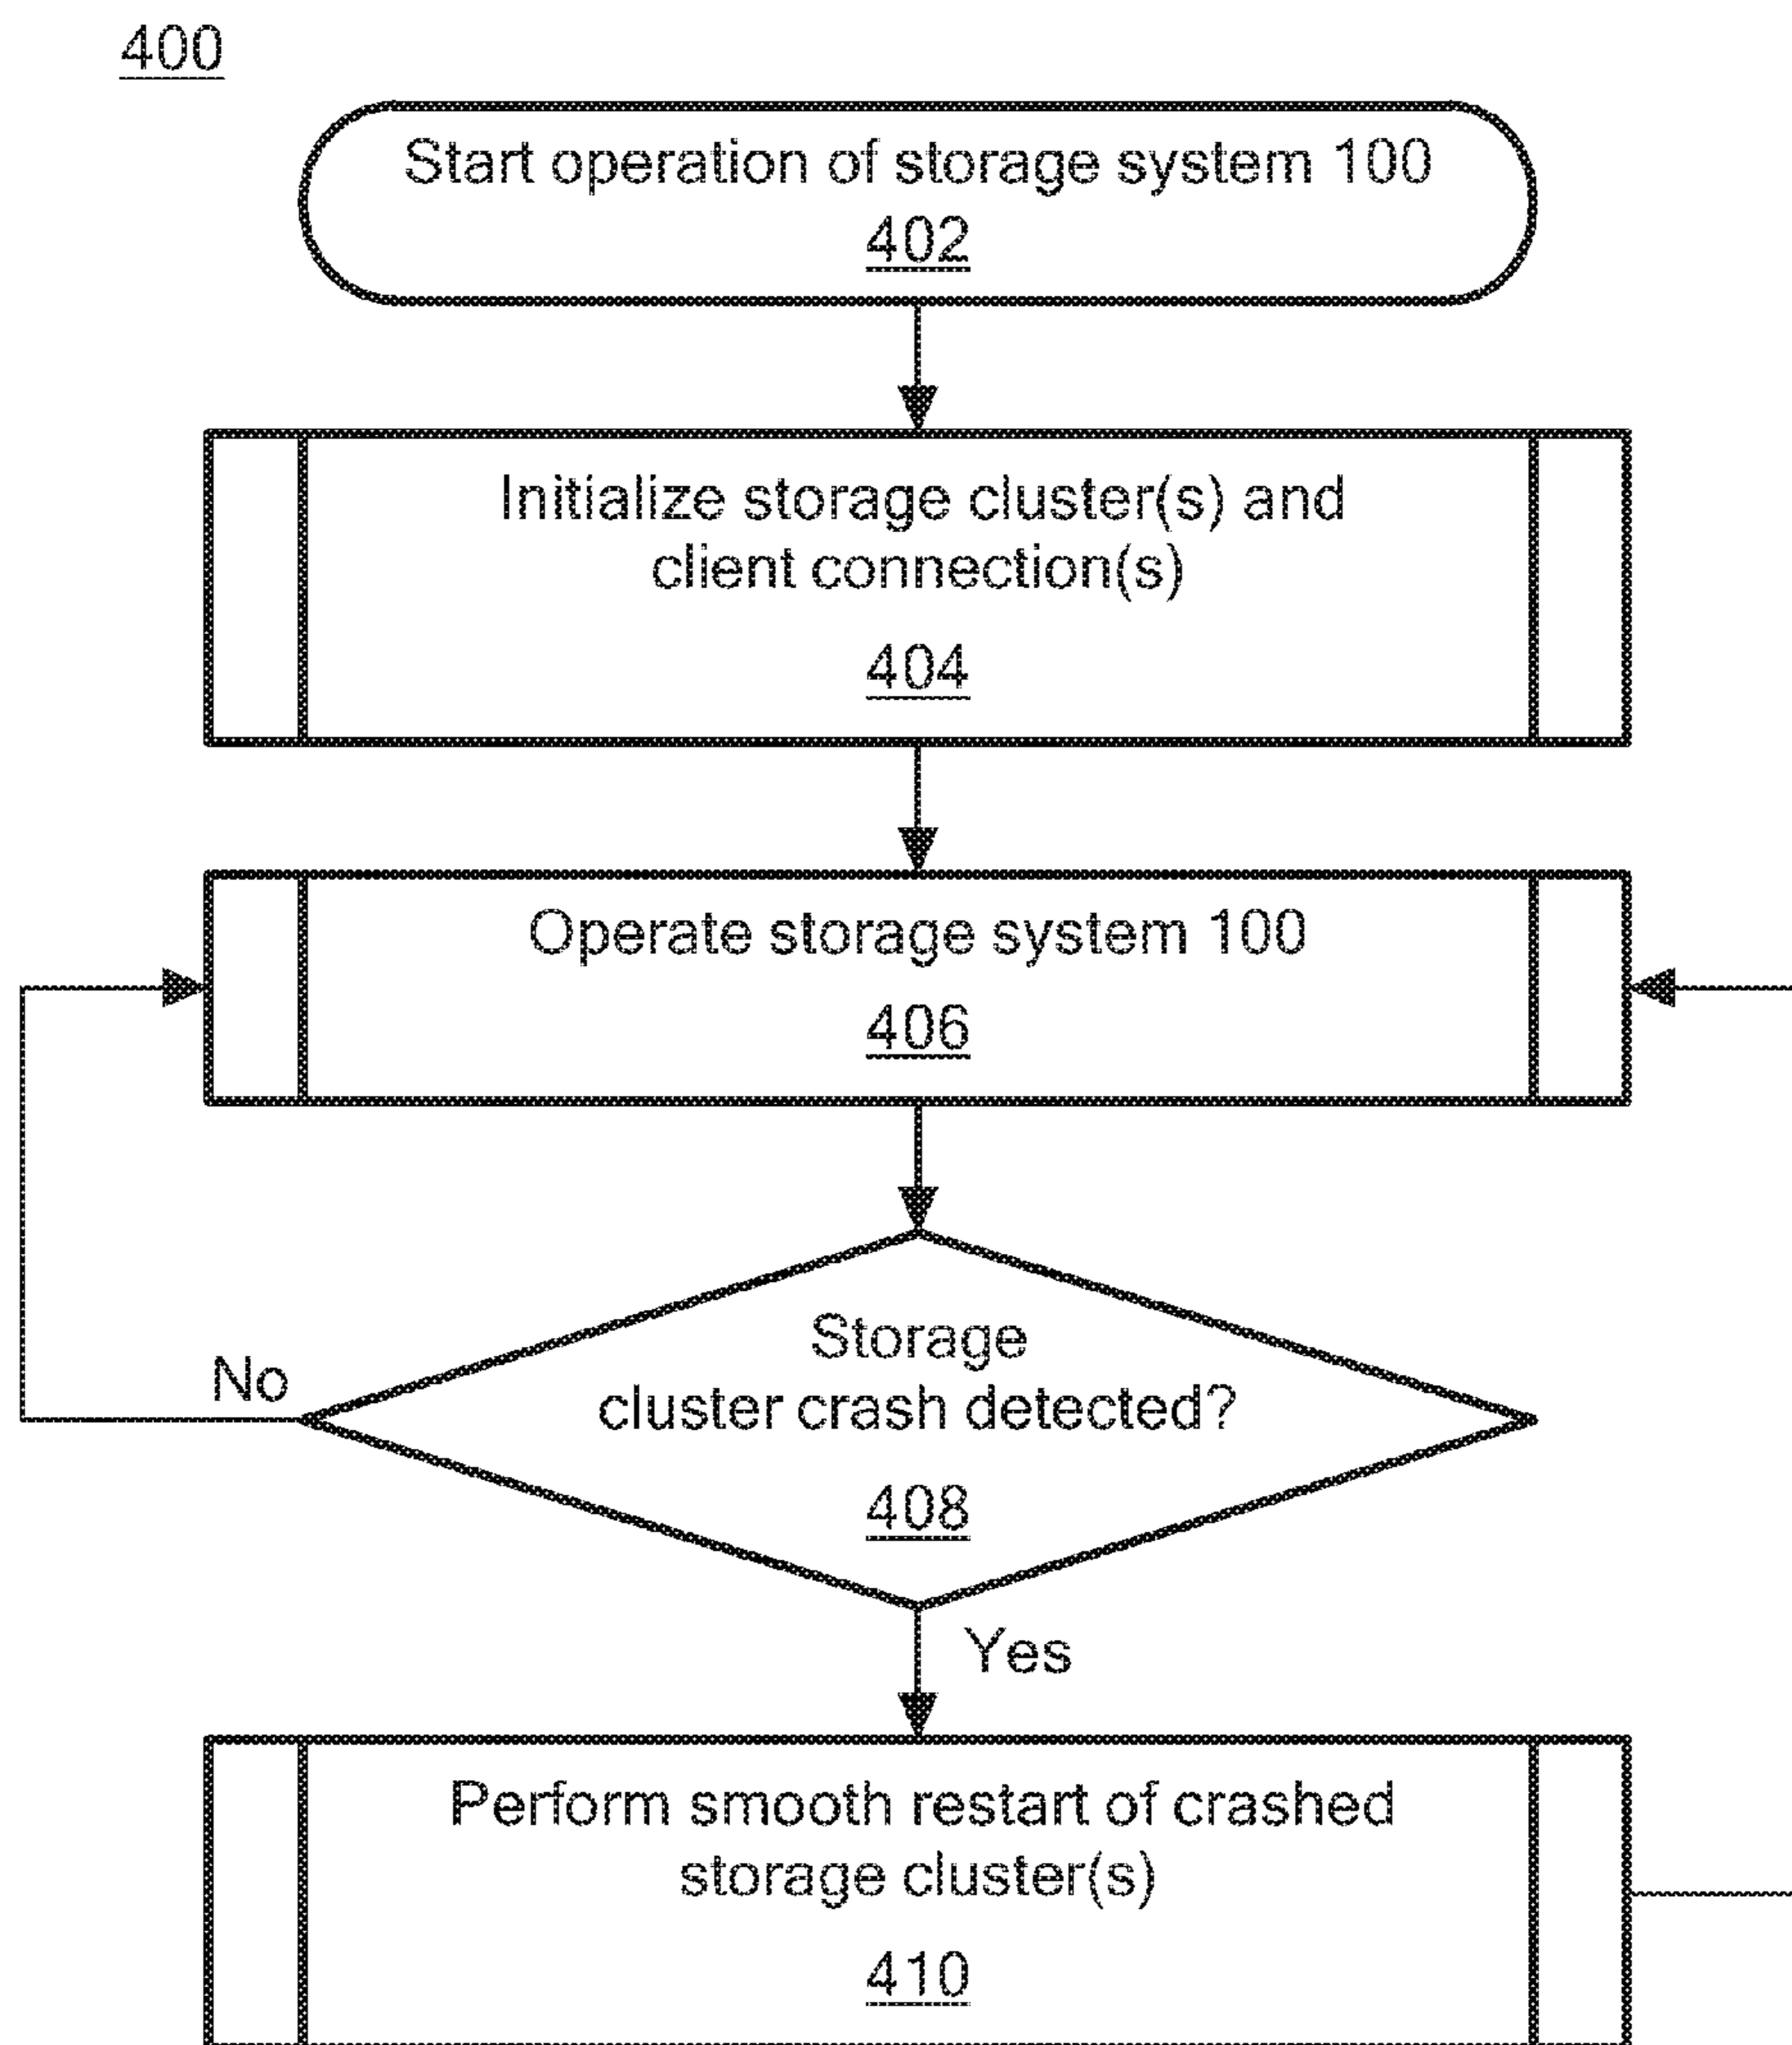 400
Start operation of storage system 100
402
Initialize storage cluster(s) and
client connection(s)
404
Operate storage system 100
406
Storage
cluster crash detected?
408
No
Yes
Perform smooth restart of crashed
storage cluster(s)
410